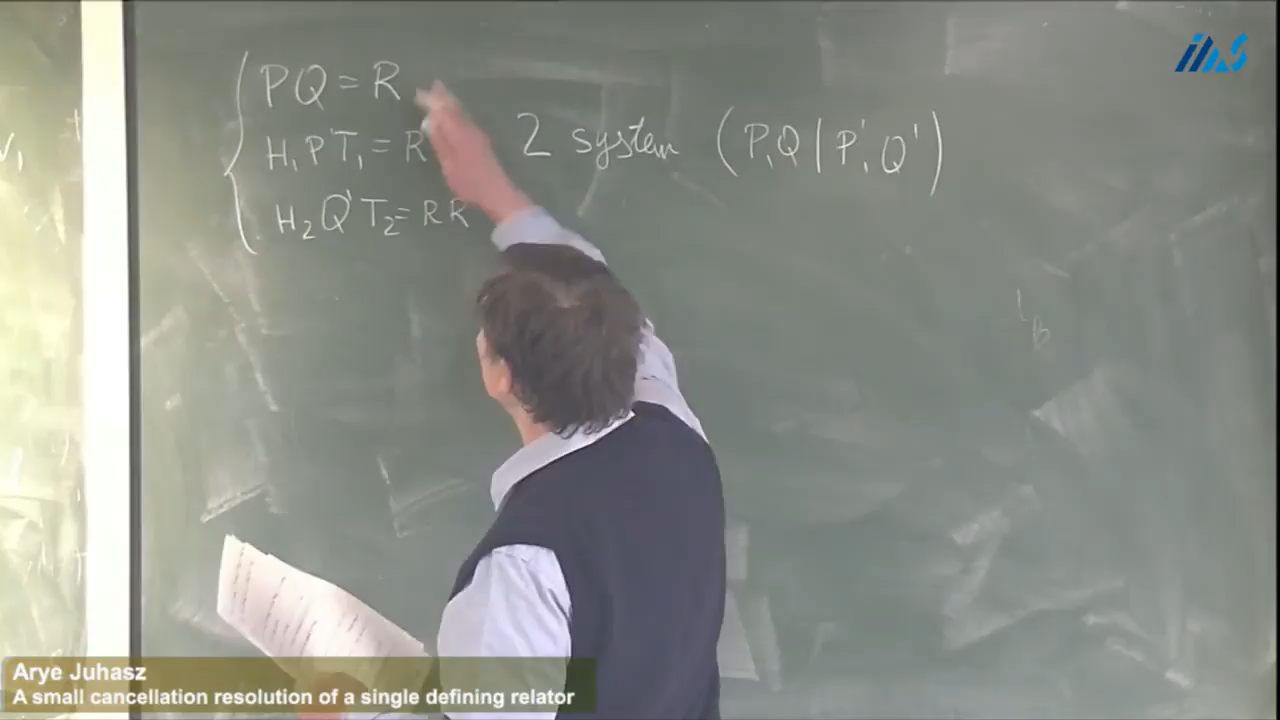 PQ = R
H₁P'T₁ = R
2 system (P,Q | P',Q')
H₂Q'T₂ = RR
Arye Juhasz
A small cancellation resolution of a single defining relator